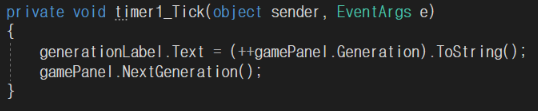 private void timer1_Tick(object sender, EventArgs e)
{
generationLabel.Text = (++gamePanel.Generation).ToString();
gamePanel.NextGeneration();
}